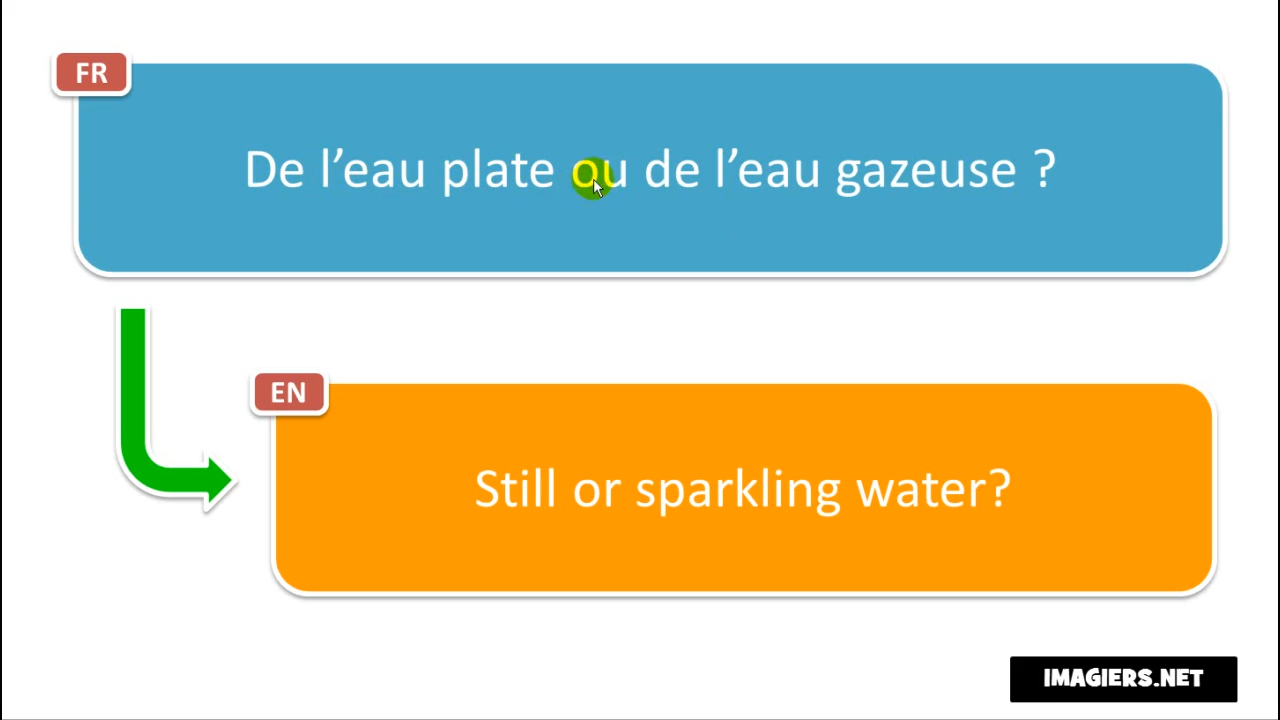 FR
De l’eau plate ou de l’eau gazeuse ?
EN
Still or sparkling water?
IMAGIERS.NET